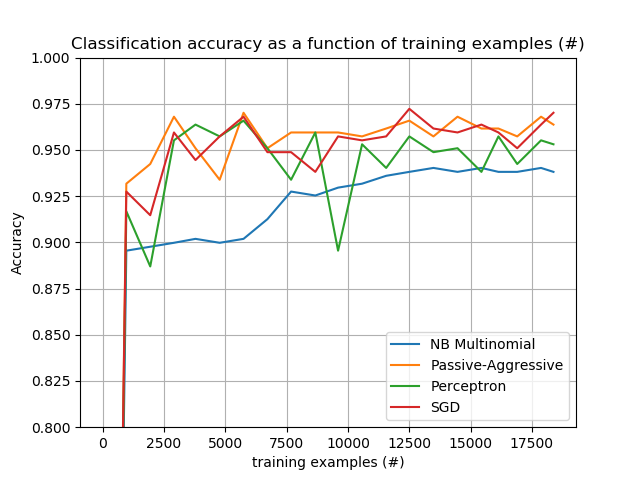 Classification accuracy as a function of training examples (#)
1.000
0.975
0.950
0.925
0.900
0.875
0.850
0.825
0.800
Accuracy
NB Multinomial
Passive-Aggressive
Perceptron
SGD
0 2500 5000 7500 10000 12500 15000 17500
training examples (#)